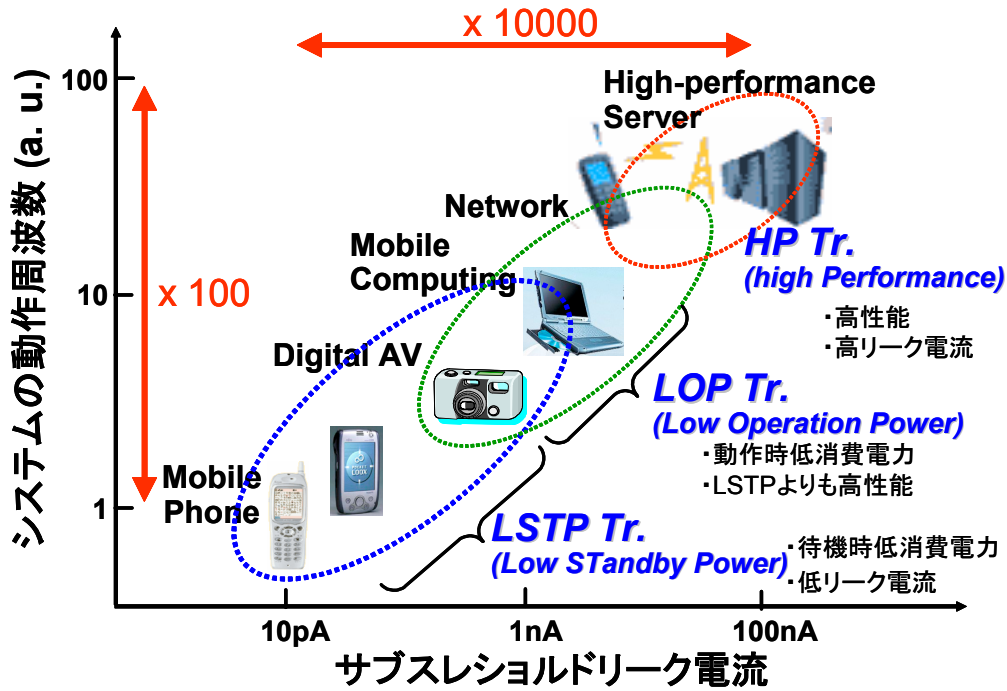 x 10000
システムの動作周波数 (a. u.)
100
10
1
x 100
High-performance
Server
Network
Mobile
Computing
Digital AV
Mobile
Phone
HP Tr.
(high Performance)
・高性能
・高リーク電流
LOP Tr.
(Low Operation Power)
・動作時低消費電力
・LSTPよりも高性能
LSTP Tr.
(Low STandby Power)
・待機時低消費電力
・低リーク電流
10pA
1nA
100nA
サブスレショルドリーク電流